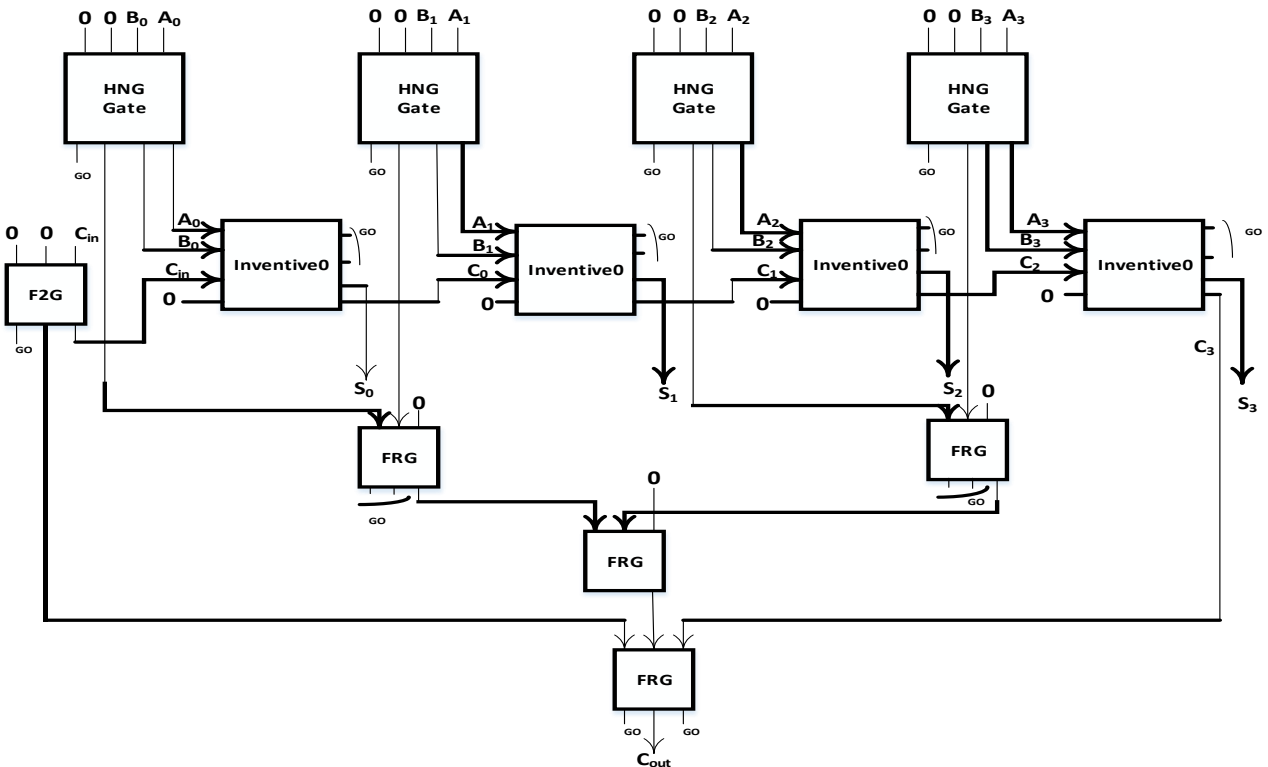 0 0 B₀ A₀
0 0 B₁ A₁
0 0 B₂ A₂
0 0 B₃ A₃
HNG
Gate
HNG
Gate
HNG
Gate
HNG
Gate
GO
GO
GO
GO
0 0 Cin
F2G
GO
A₀
B₀
Cin
0
Inventive0
GO
A₁
B₁
C₀
0
Inventive0
GO
A₂
B₂
C₁
0
Inventive0
GO
A₃
B₃
C₂
0
Inventive0
GO
C₃
S₀
S₁
S₂
S₃
0
FRG
GO
0
FRG
GO
0
FRG
FRG
GO
GO
Cout